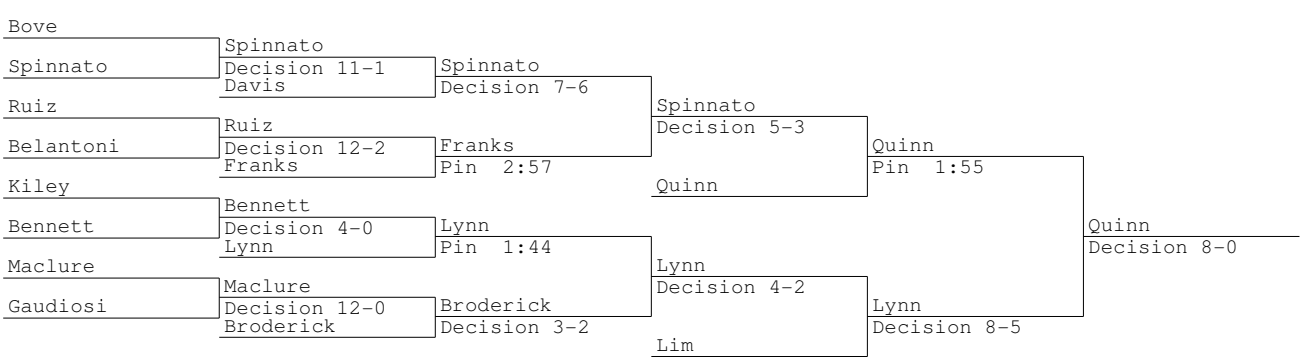 Bove
Spinnato
Spinnato
Decision 11-1
Davis
Spinnato
Decision 7-6
Ruiz
Belantoni
Ruiz
Decision 12-2
Franks
Franks
Pin 2:57
Spinnato
Decision 5-3
Quinn
Quinn
Pin 1:55
Kiley
Bennett
Bennett
Decision 4-0
Lynn
Lynn
Pin 1:44
Maclure
Gaudiosi
Maclure
Decision 12-0
Broderick
Broderick
Decision 3-2
Lynn
Decision 4-2
Lim
Lynn
Decision 8-5
Quinn
Decision 8-0